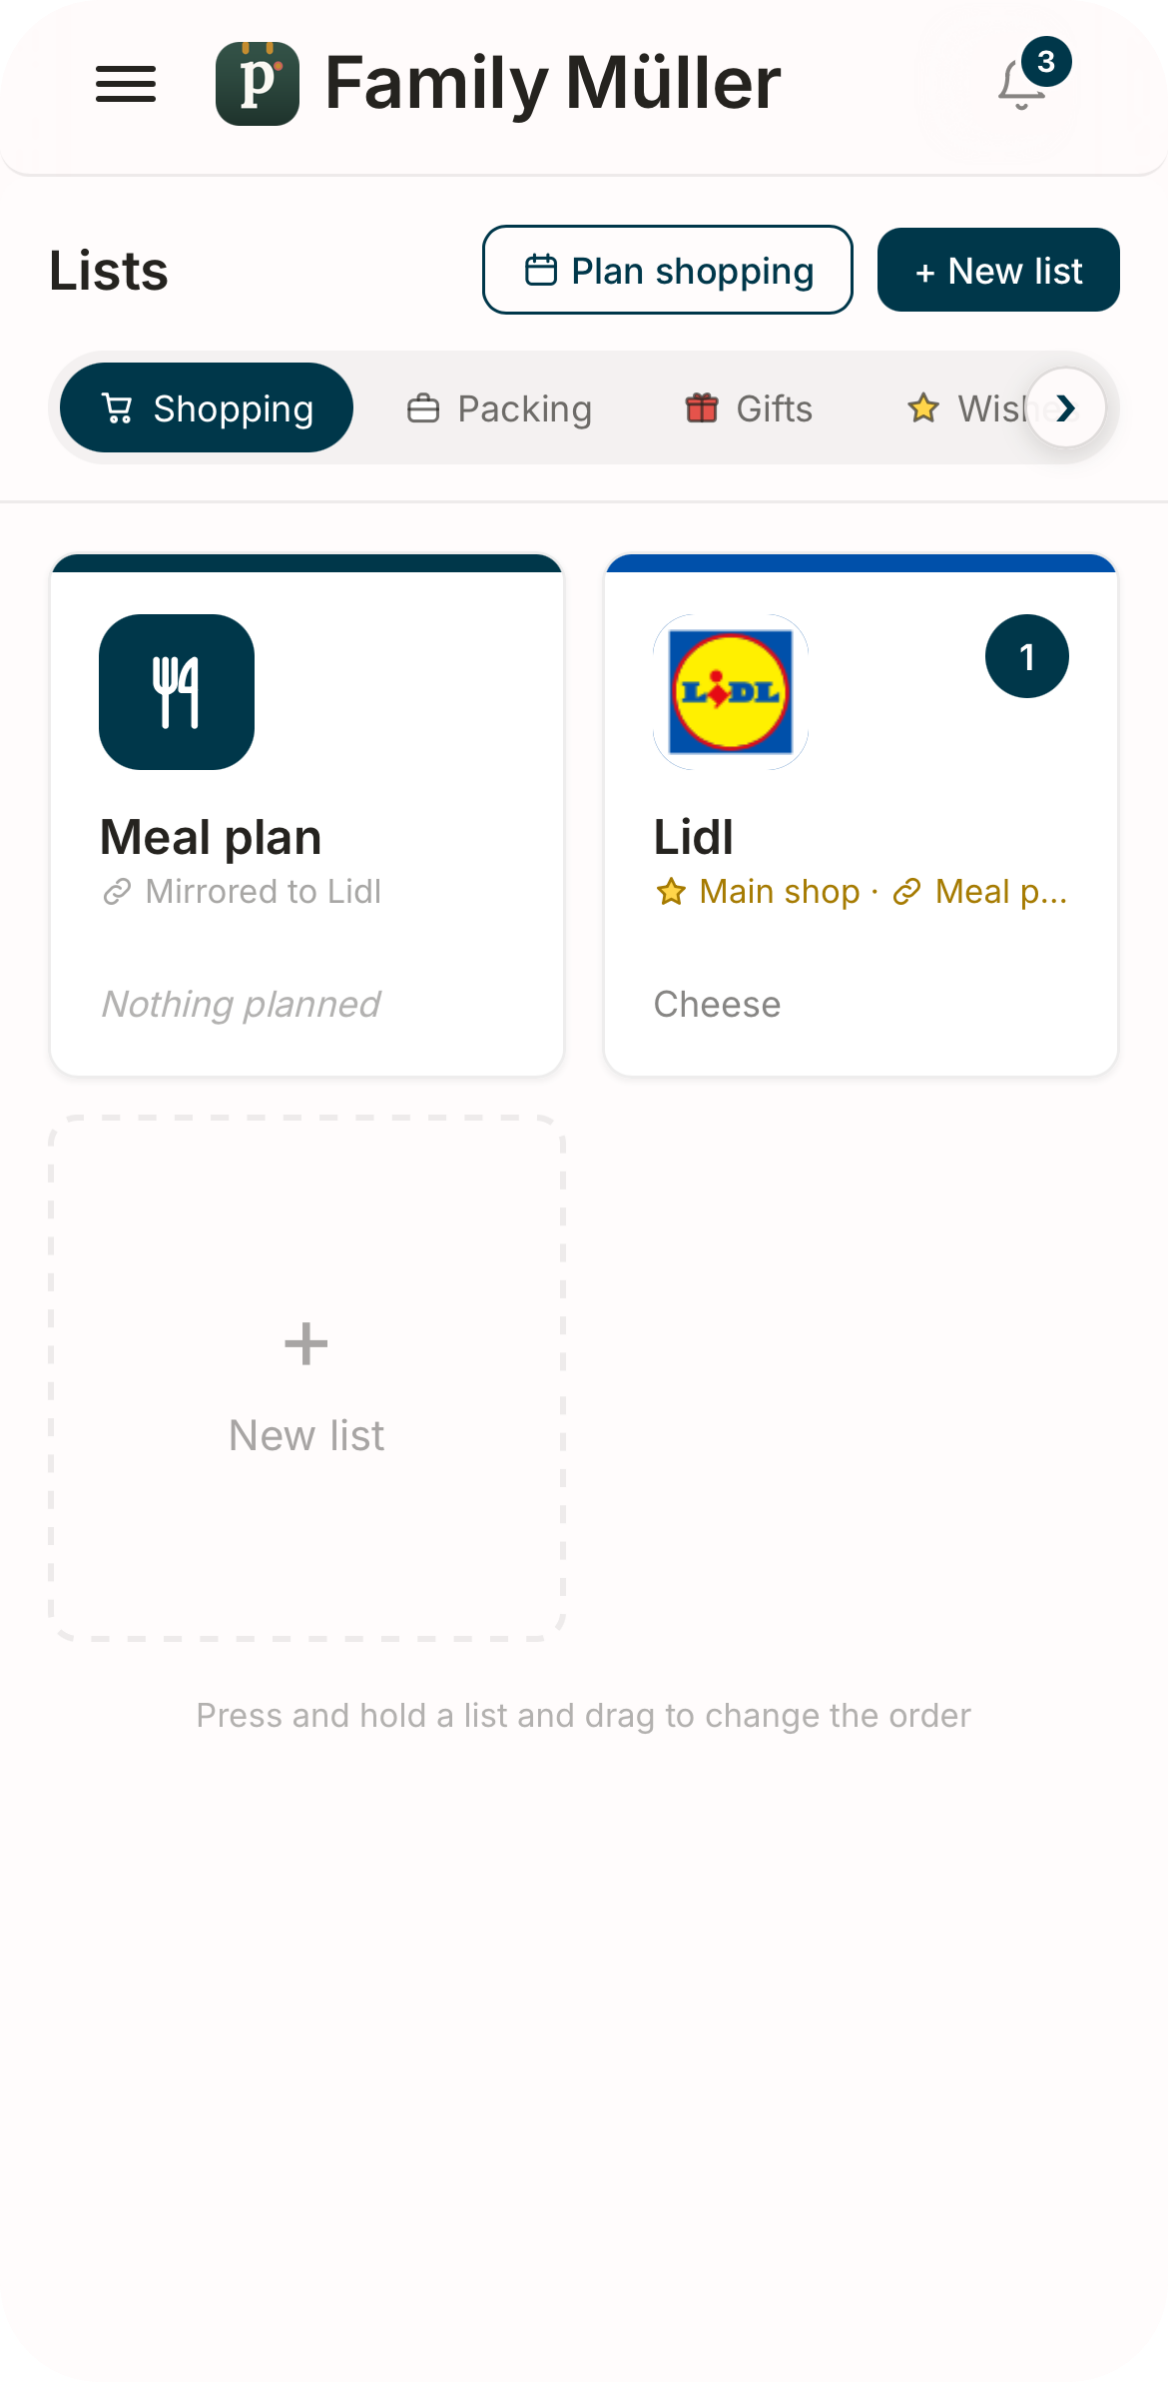 p
Family Müller
3
Lists
Plan shopping
+ New list
Shopping
Packing
Gifts
Wishe
Meal plan
Mirrored to Lidl
Nothing planned
LIDL
1
Lidl
Main shop · Meal p...
Cheese
+
New list
Press and hold a list and drag to change the order